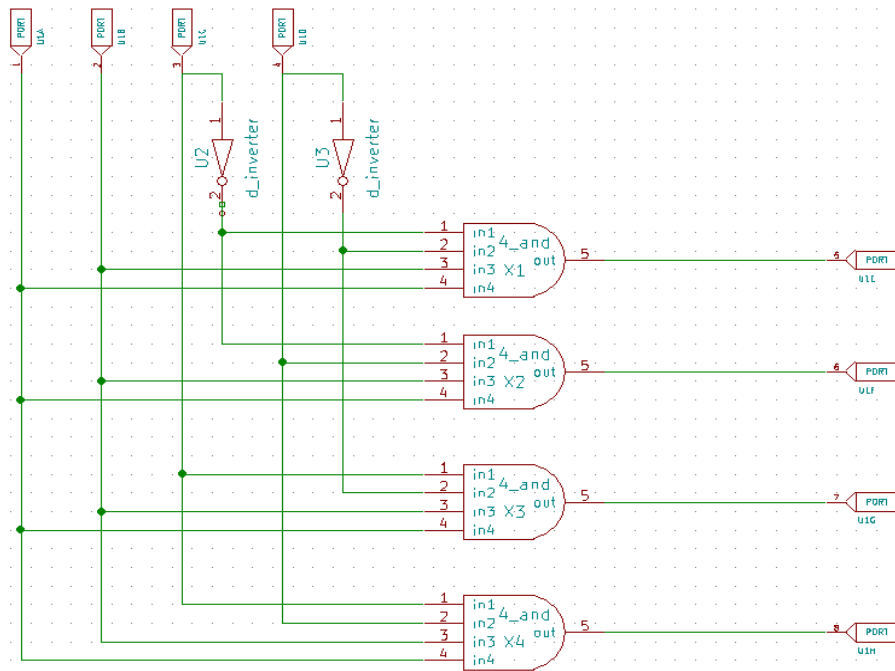 PORT
U1A
1
PORT
U1B
2
PORT
U1C
3
PORT
U1D
4
1
U2
d_inverter
2
1
U3
d_inverter
2
1 in1
2 in2
3 in3
4 in4
4_and
X1
out
5
5
PORT
U1E
1 in1
2 in2
3 in3
4 in4
4_and
X2
out
5
6
PORT
U1F
1 in1
2 in2
3 in3
4 in4
4_and
X3
out
5
7
PORT
U1G
1 in1
2 in2
3 in3
4 in4
4_and
X4
out
5
8
PORT
U1H